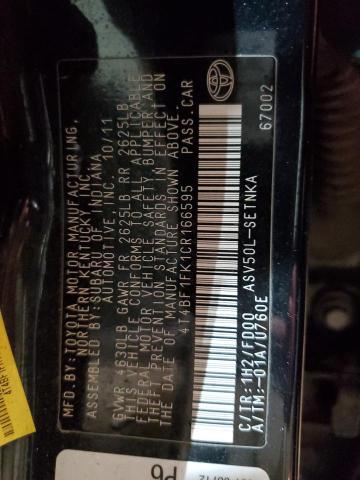 MFD. BY:TOYOTA MOTOR MANUFACTURING,
NORTHERN KENTUCKY, INC.
ASSEMBLED BY:SUBARU OF INDIANA
AUTOMOTIVE, INC. 10/11
GVWR 4630LB GAWR FR 2625LB RR 2625LB
THIS VEHICLE CONFORMS TO ALL APPLICABLE
FEDERAL MOTOR VEHICLE SAFETY, BUMPER AND
THEFT PREVENTION STANDARDS IN EFFECT ON
THE DATE OF MANUFACTURE SHOWN ABOVE.
4T4BF1FK1CR166595 PASS.CAR
C/TR:1H2/FD00 ASV50L-SETNKA
A/TM:-01A/U760E 67002
P6